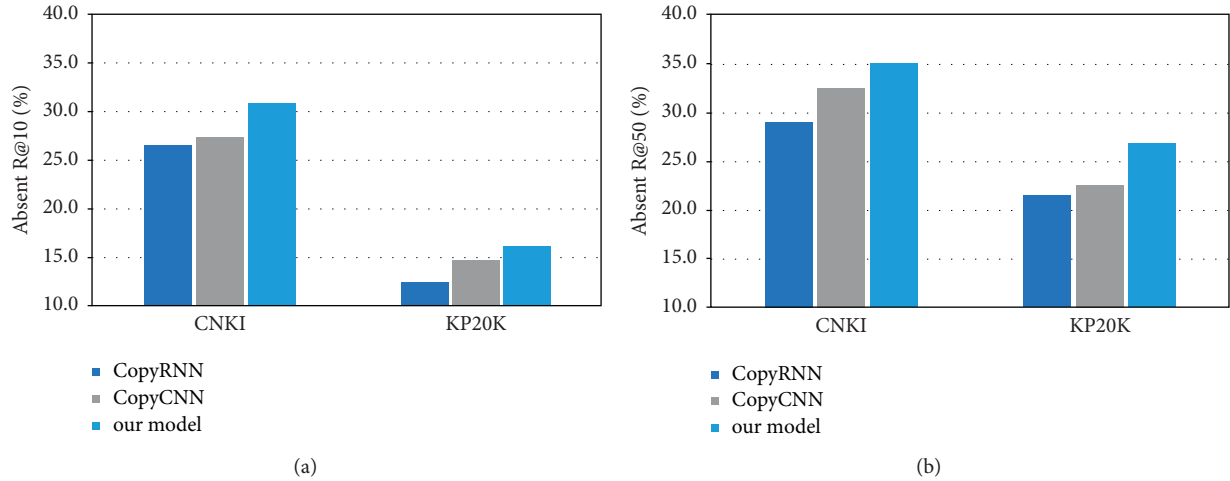 40.0
35.0
30.0
25.0
20.0
15.0
10.0
Absent R@10 (%)
CNKI
KP20K
CopyRNN
CopyCNN
our model
(a)
40.0
35.0
30.0
25.0
20.0
15.0
10.0
Absent R@50 (%)
CNKI
KP20K
CopyRNN
CopyCNN
our model
(b)